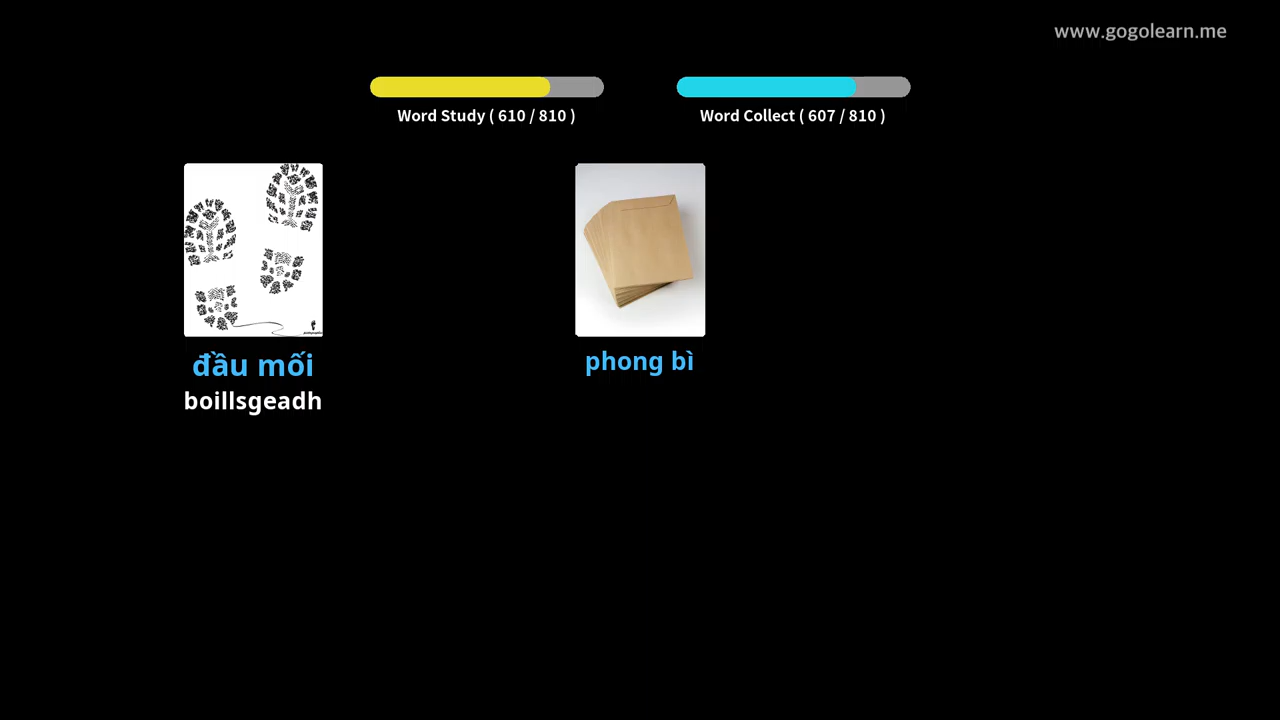 www.gogolearn.me
Word Study ( 610 / 810 )
Word Collect ( 607 / 810 )
đầu mối
boillsgeadh
phong bì